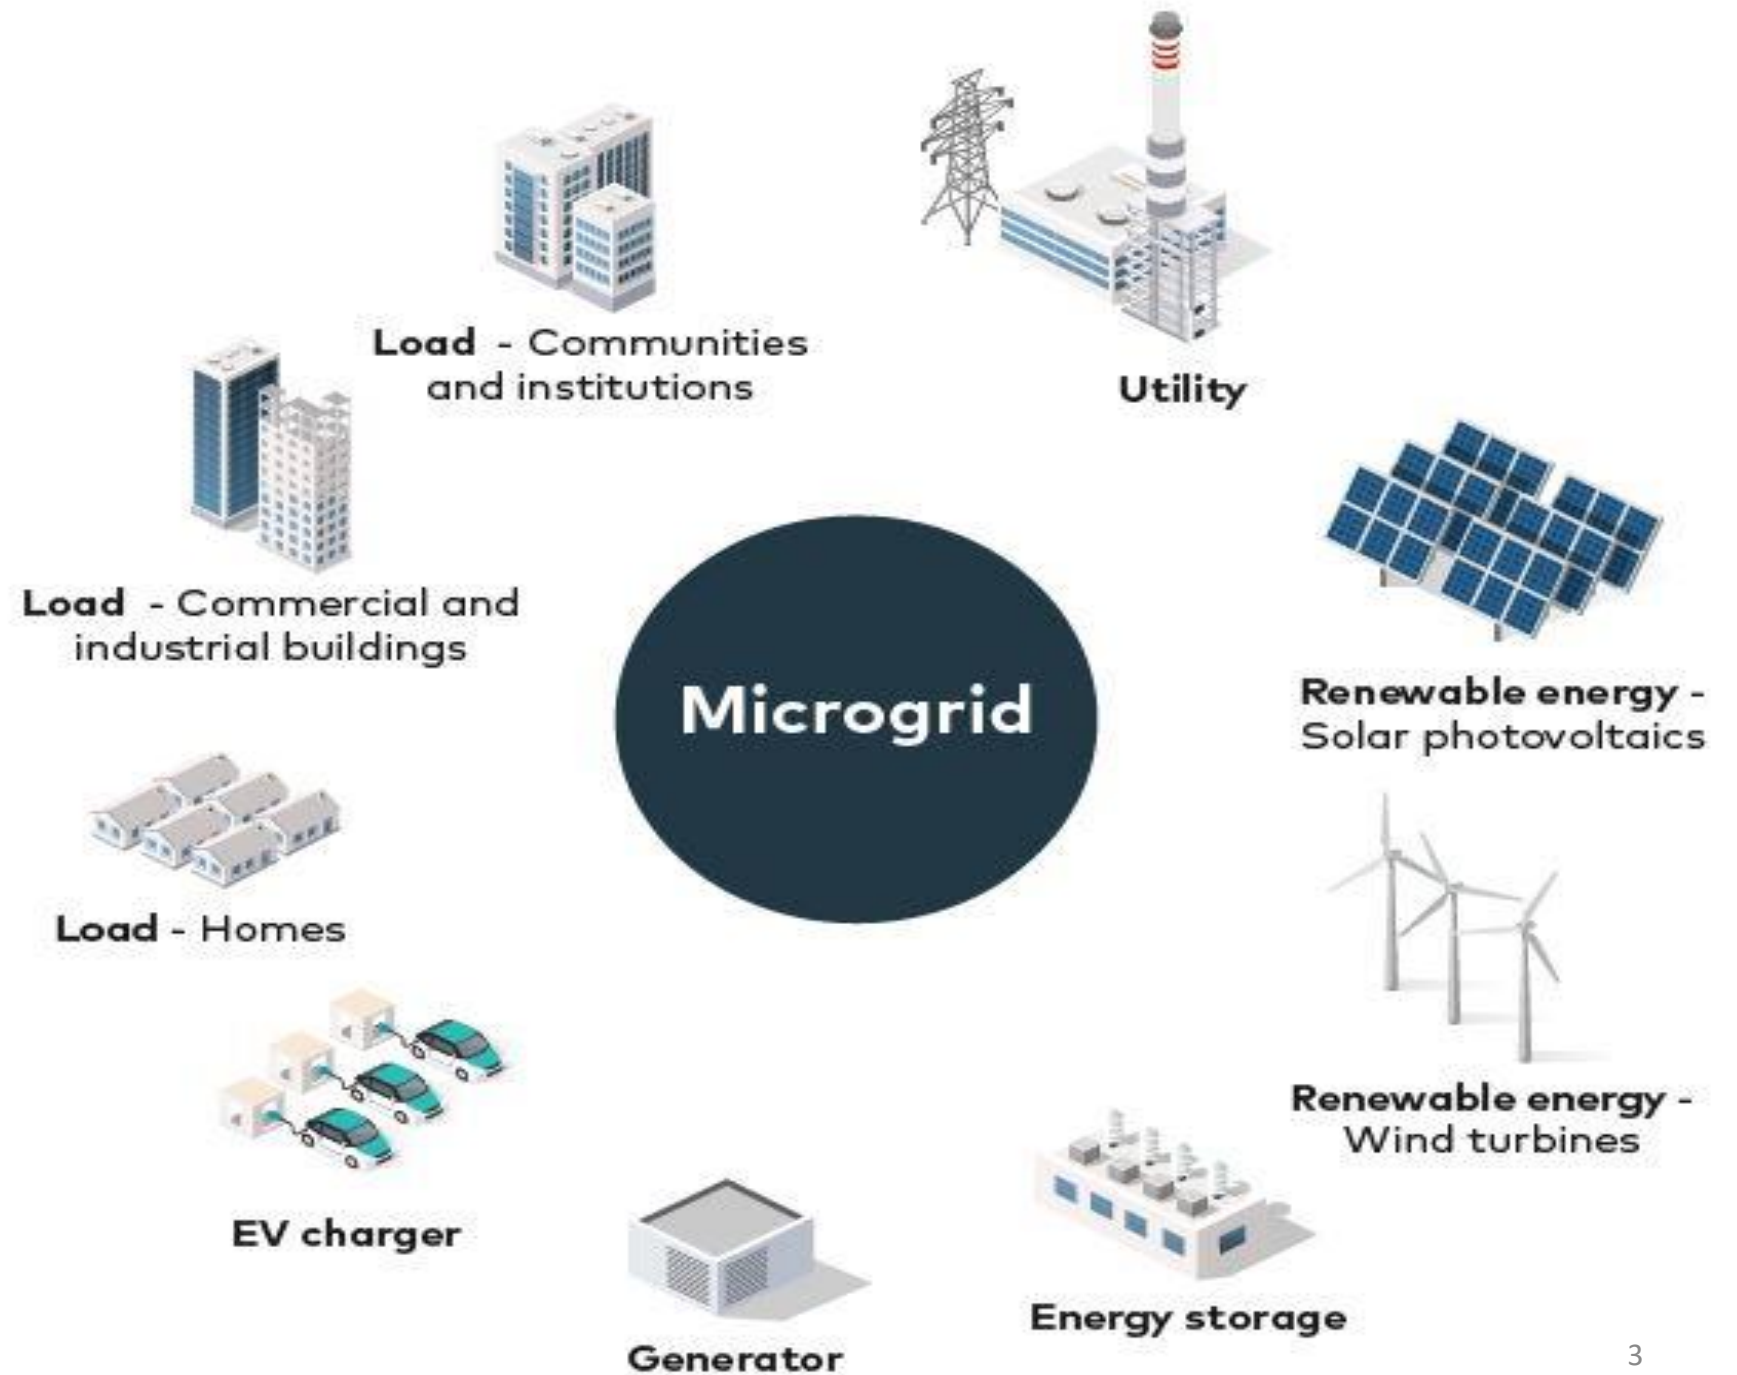 Load - Communities
and institutions
Utility
Load - Commercial and
industrial buildings
Microgrid
Renewable energy -
Solar photovoltaics
Load - Homes
Renewable energy -
Wind turbines
EV charger
Energy storage
Generator
3